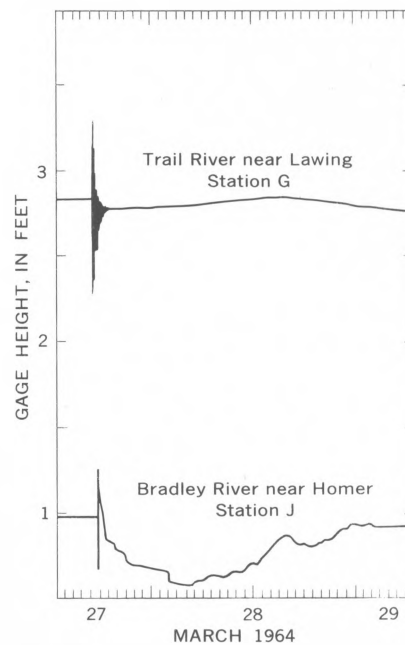 GAGE HEIGHT, IN FEET
3
2
1
Trail River near Lawing
Station G
Bradley River near Homer
Station J
27
28
29
MARCH 1964